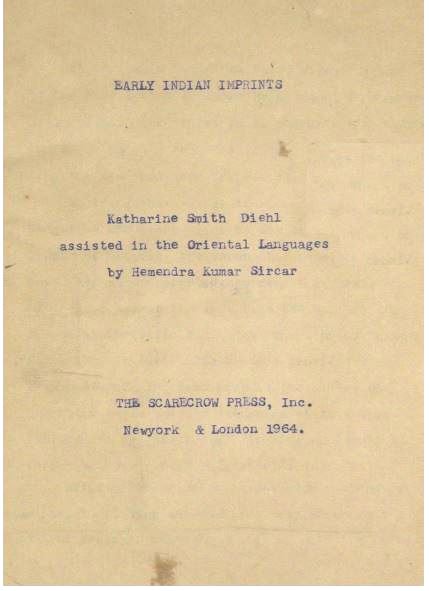 EARLY INDIAN IMPRINTS
Katharine Smith Diehl
assisted in the Oriental Languages
by Hemendra Kumar Sircar
THE SCARECROW PRESS, Inc.
Newyork & London 1964.